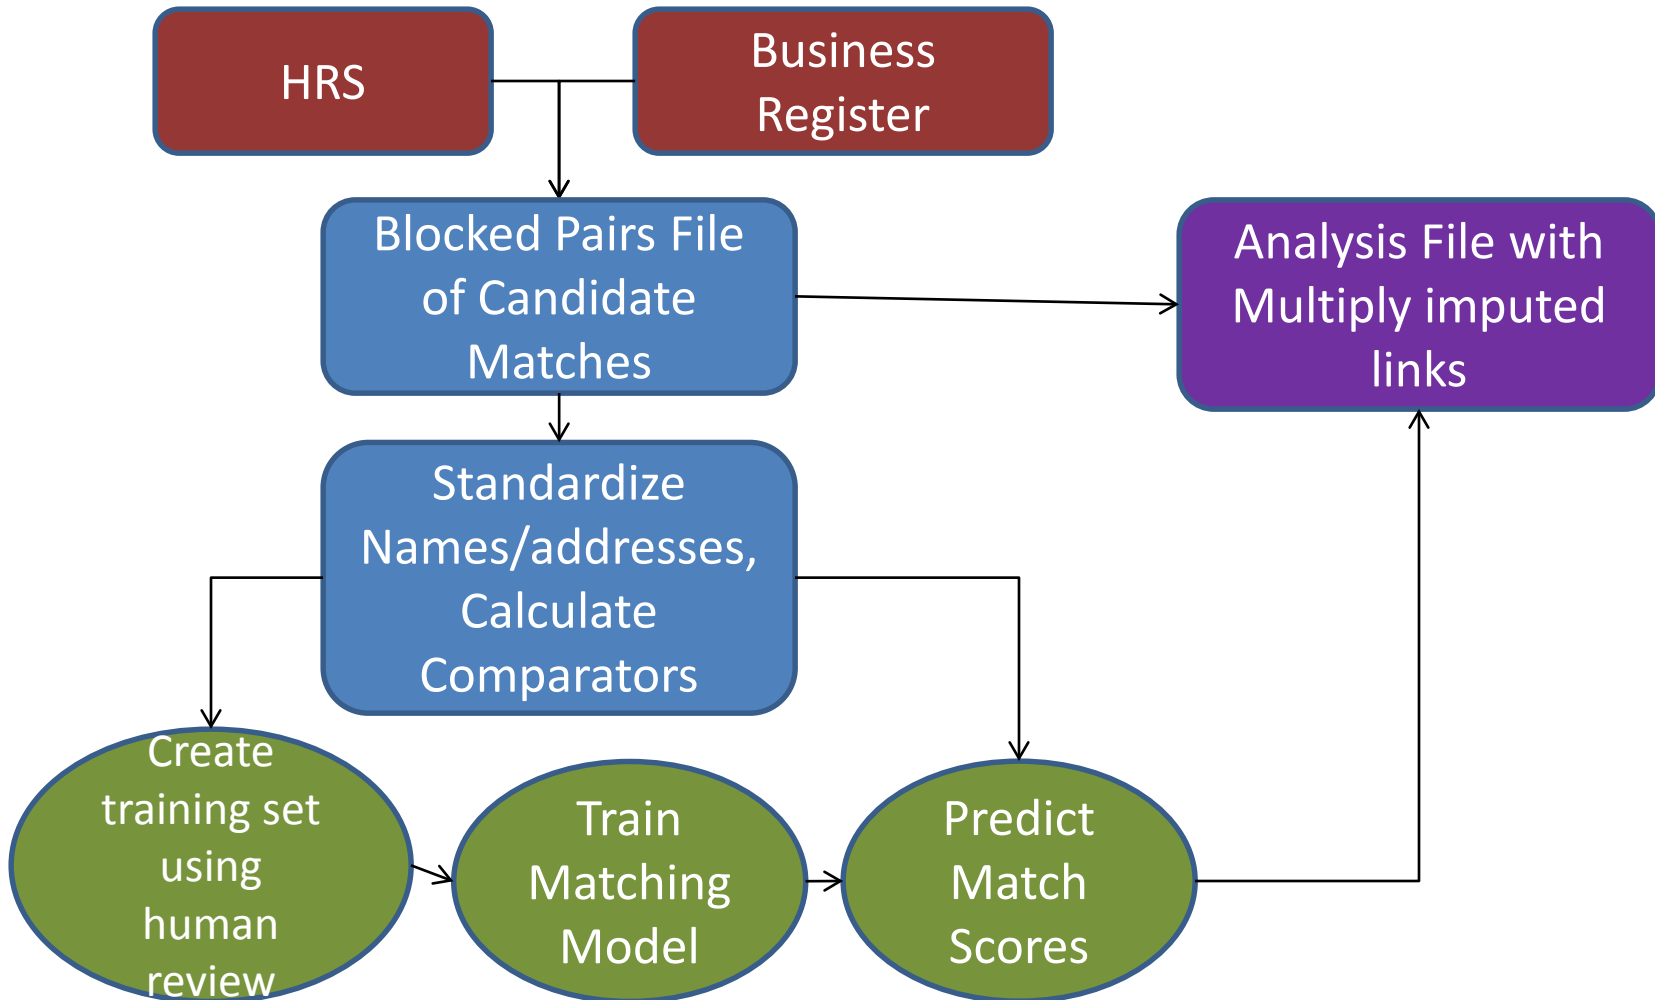 HRS
Business
Register
Blocked Pairs File
of Candidate
Matches
Analysis File with
Multiply imputed
links
Standardize
Names/addresses,
Calculate
Comparators
Create
training set
using
human
review
Train
Matching
Model
Predict
Match
Scores